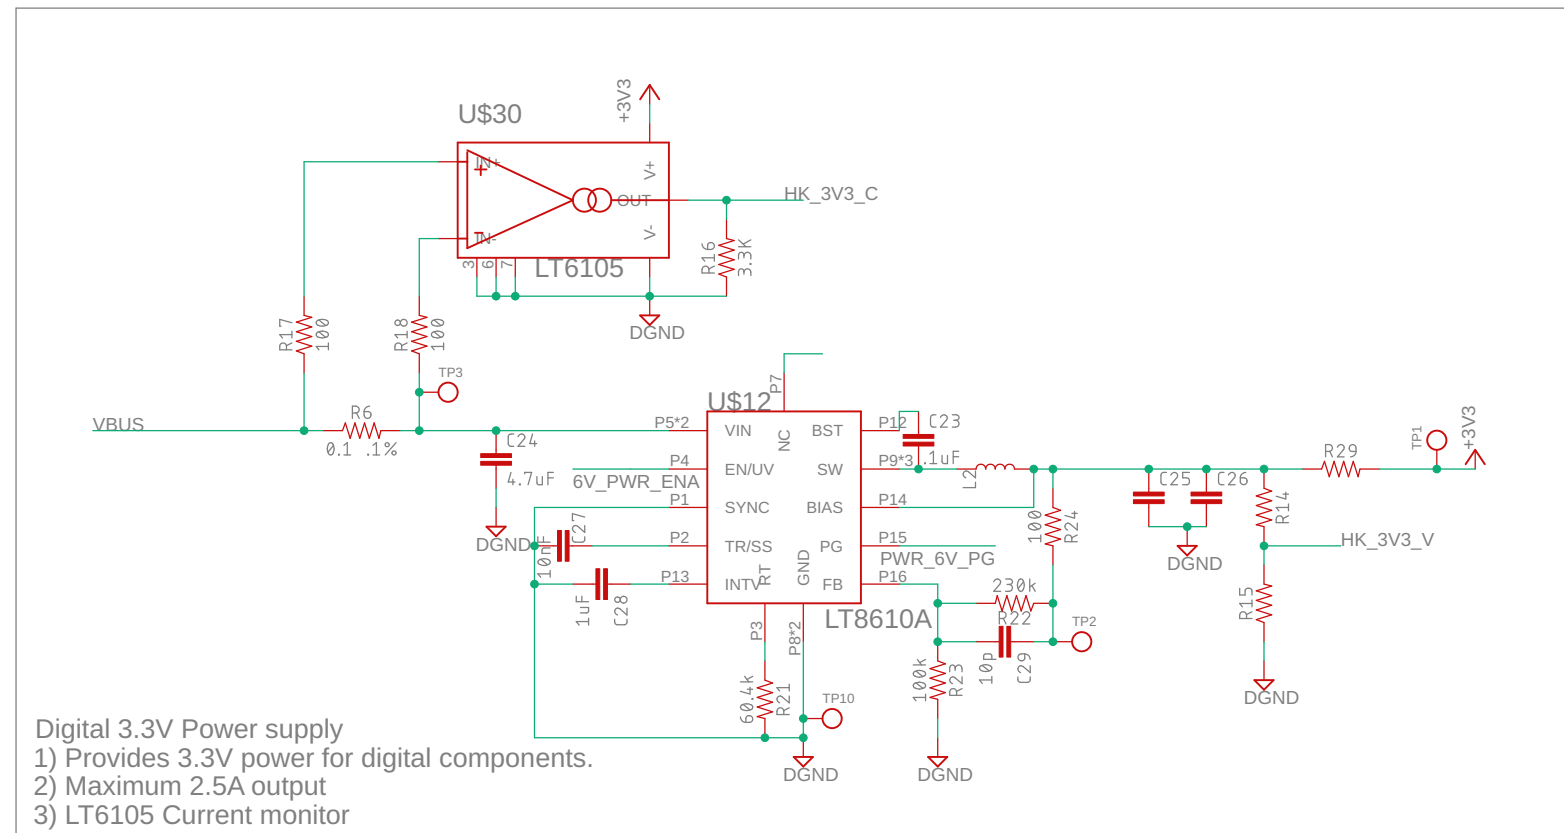 +3V3
U$30
IN+
V+
OUT
HK_3V3_C
IN-
V-
R16
3.3K
3
6
7
LT6105
DGND
R17
100
R18
100
TP3
P7
VBUS
R6
0.1 .1%
U$12
P5*2
VIN
NC
BST
P12
C23
.1uF
C24
4.7uF
P4
EN/UV
SW
P9*3
L2
6V_PWR_ENA
P1
SYNC
BIAS
P14
100
R24
C25
C26
R14
R29
TP1
+3V3
DGND
10nF
C27
P2
TR/SS
PG
P15
PWR_6V_PG
DGND
HK_3V3_V
1uF
C28
P13
INTV
RT
GND
FB
P16
230k
R22
R15
LT8610A
P3
P8*2
TP2
10p
C29
100k
R23
DGND
60.4k
R21
TP10
DGND
DGND
Digital 3.3V Power supply
1) Provides 3.3V power for digital components.
2) Maximum 2.5A output
3) LT6105 Current monitor